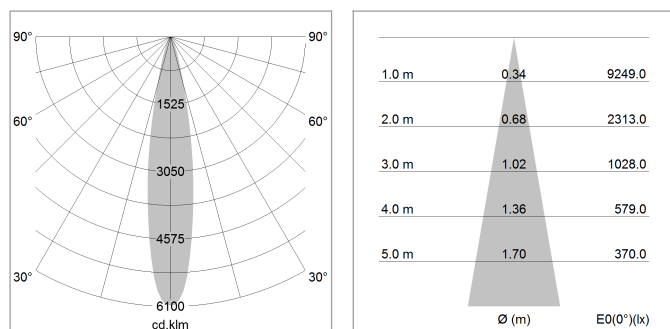 90° 90°
1525
60° 60°
3050
4575
30° 30°
6100
cd.klm
1.0 m 0.34 9249.0
2.0 m 0.68 2313.0
3.0 m 1.02 1028.0
4.0 m 1.36 579.0
5.0 m 1.70 370.0
Ø (m) E0(0°)(lx)